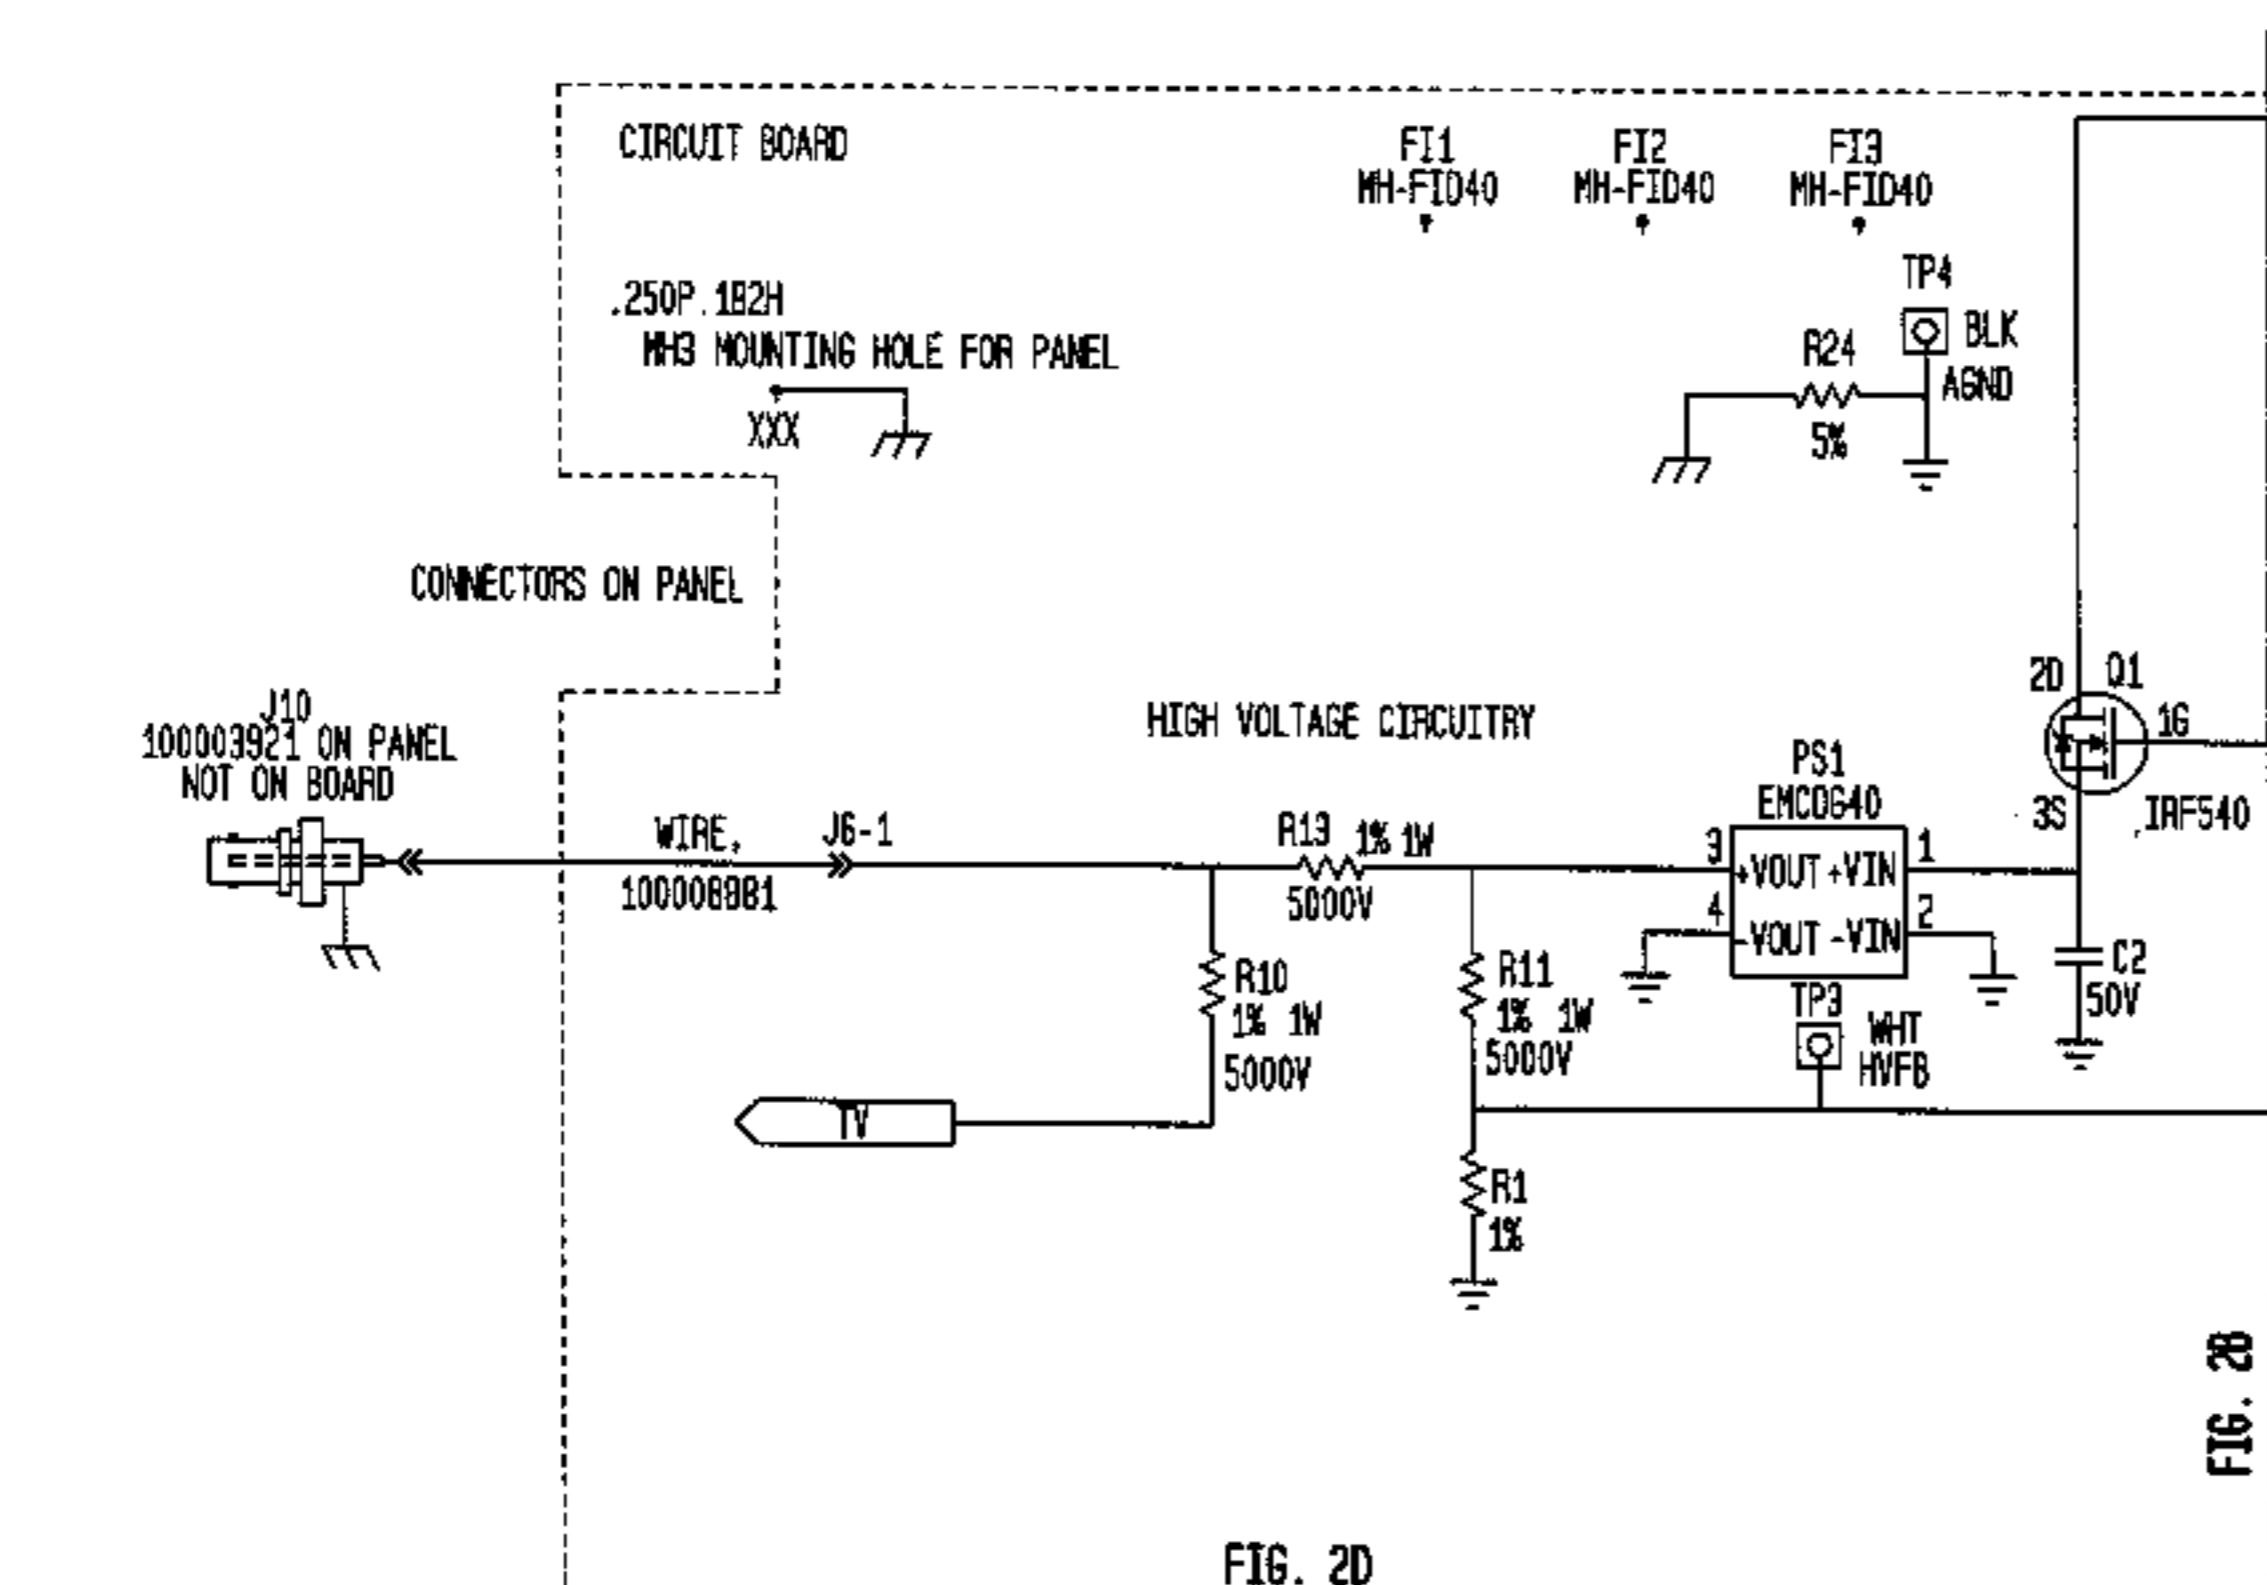 CIRCUIT BOARD
FI1
MH-FID40
FI2
MH-FID40
FI3
MH-FID40
.250P.182H
MH3 MOUNTING HOLE FOR PANEL
XXX
TP4
BLK
AGND
R24
5%
CONNECTORS ON PANEL
J10
100003921 ON PANEL
NOT ON BOARD
HIGH VOLTAGE CIRCUITRY
2D
Q1
1G
3S
IRF540
PS1
EMCOG40
WIRE,
J6-1
R13
1% 1W
5000V
3
+VOUT +VIN
1
4
-VOUT -VIN
2
R10
1% 1W
5000V
R11
1% 1W
5000V
C2
50V
TP3
WHT
HVFB
TV
R1
1%
FIG. 2B
FIG. 2D